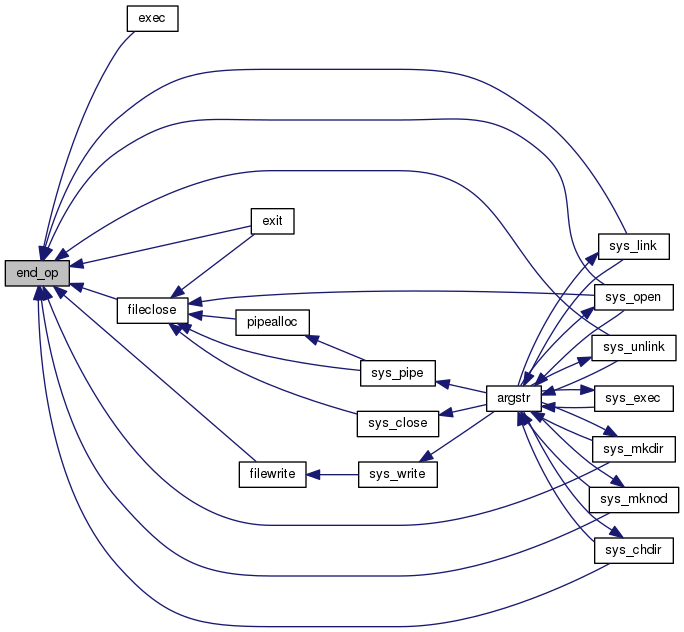 exec
exit
sys_link
end_op
fileclose
sys_open
pipealloc
sys_unlink
sys_pipe
argstr
sys_exec
sys_close
sys_mkdir
filewrite
sys_write
sys_mknod
sys_chdir